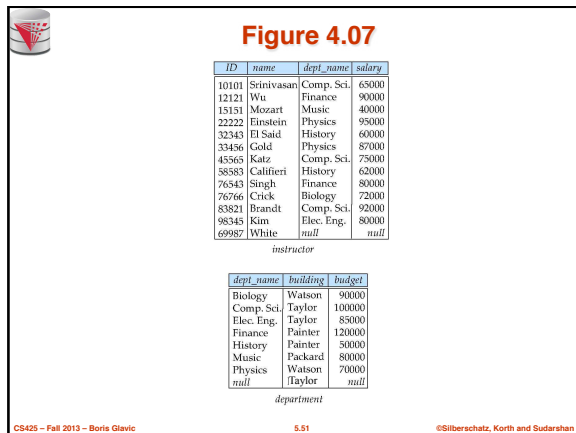 Figure 4.07
ID name dept_name salary
10101 Srinivasan Comp. Sci. 65000
12121 Wu Finance 90000
15151 Mozart Music 40000
22222 Einstein Physics 95000
32343 El Said History 60000
33456 Gold Physics 87000
45565 Katz Comp. Sci. 75000
58583 Califieri History 62000
76543 Singh Finance 80000
76766 Crick Biology 72000
83821 Brandt Comp. Sci. 92000
98345 Kim Elec. Eng. 80000
69987 White null null
instructor
dept_name building budget
Biology Watson 90000
Comp. Sci. Taylor 100000
Elec. Eng. Taylor 85000
Finance Painter 120000
History Painter 50000
Music Packard 80000
Physics Watson 70000
null Taylor null
department
CS425 – Fall 2013 – Boris Glavic 5.51 ©Silberschatz, Korth and Sudarshan